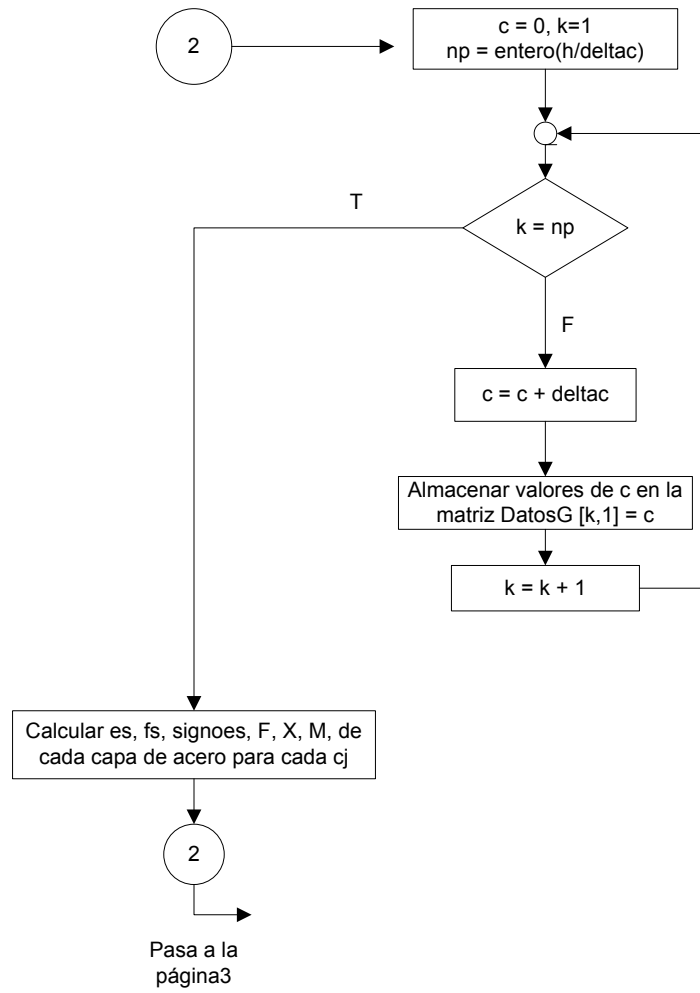 2
c = 0, k=1
np = entero(h/deltac)
T
k = np
F
c = c + deltac
Almacenar valores de c en la
matriz DatosG [k,1] = c
k = k + 1
Calcular es, fs, signoes, F, X, M, de
cada capa de acero para cada cj
2
Pasa a la
página3